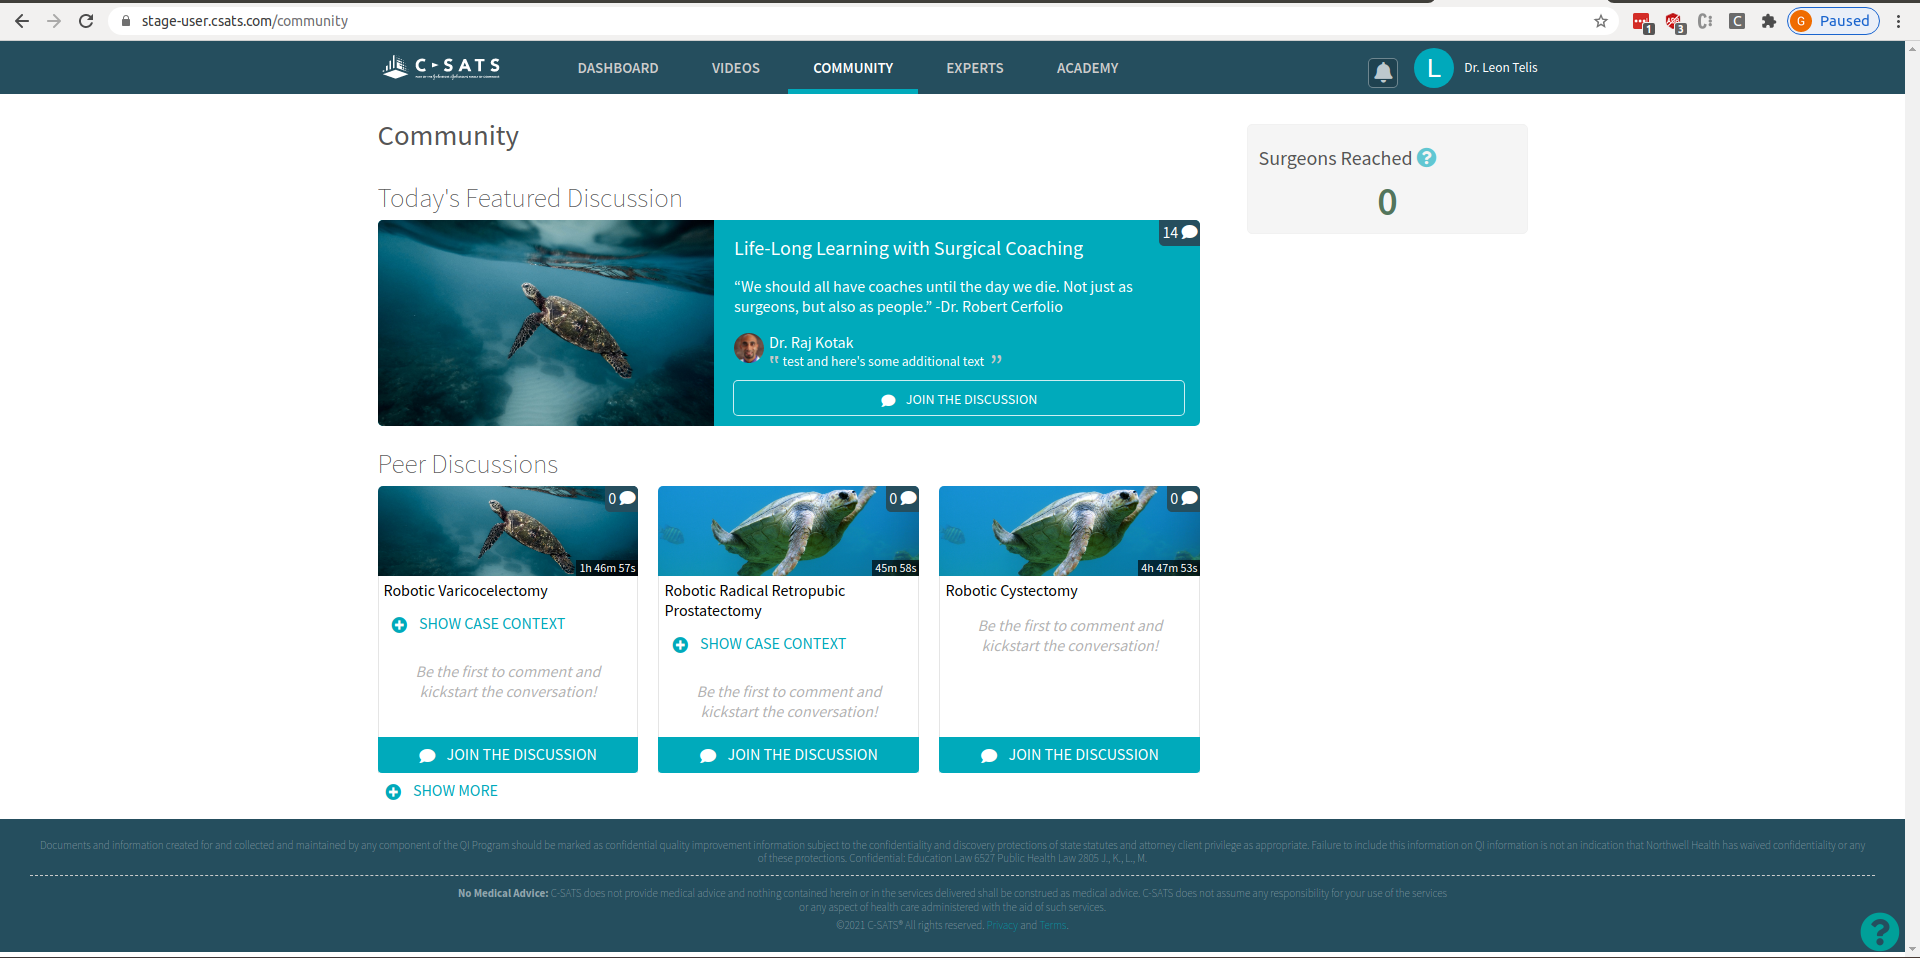 stage-user.csats.com/community
1
3
C
G
Paused
C-SATS
DASHBOARD
VIDEOS
COMMUNITY
EXPERTS
ACADEMY
L
Dr. Leon Telis
Community
Surgeons Reached ?
0
Today's Featured Discussion
14
Life-Long Learning with Surgical Coaching
“We should all have coaches until the day we die. Not just as
surgeons, but also as people.” -Dr. Robert Cerfolio
Dr. Raj Kotak
" test and here's some additional text "
JOIN THE DISCUSSION
Peer Discussions
0
1h 46m 57s
Robotic Varicocelectomy
SHOW CASE CONTEXT
Be the first to comment and
kickstart the conversation!
JOIN THE DISCUSSION
0
45m 58s
Robotic Radical Retropubic
Prostatectomy
SHOW CASE CONTEXT
Be the first to comment and
kickstart the conversation!
JOIN THE DISCUSSION
0
4h 47m 53s
Robotic Cystectomy
Be the first to comment and
kickstart the conversation!
JOIN THE DISCUSSION
SHOW MORE
Documents and information created for and collected and maintained by any component of the QI Program should be marked as confidential quality improvement information subject to the confidentiality and discovery protections of state statutes and attorney client privilege as appropriate. Failure to include this information on QI information is not an indication that Northwell Health has waived confidentiality or any
of these protections. Confidential: Education Law 6527 Public Health Law 2805 J., K., L., M.
No Medical Advice: C-SATS does not provide medical advice and nothing contained herein or in the services delivered shall be construed as medical advice. C-SATS does not assume any responsibility for your use of the services
or any aspect of health care administered with the aid of such services.
©2021 C-SATS® All rights reserved. Privacy and Terms.
?